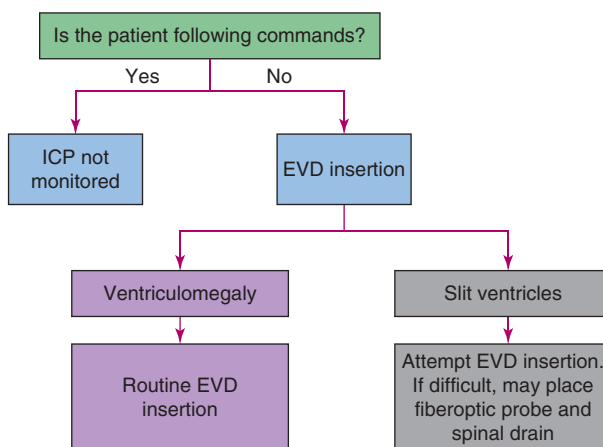 Is the patient following commands?
Yes
No
ICP not
monitored
EVD insertion
Ventriculomegaly
Slit ventricles
Routine EVD
insertion
Attempt EVD insertion.
If difficult, may place
fiberoptic probe and
spinal drain